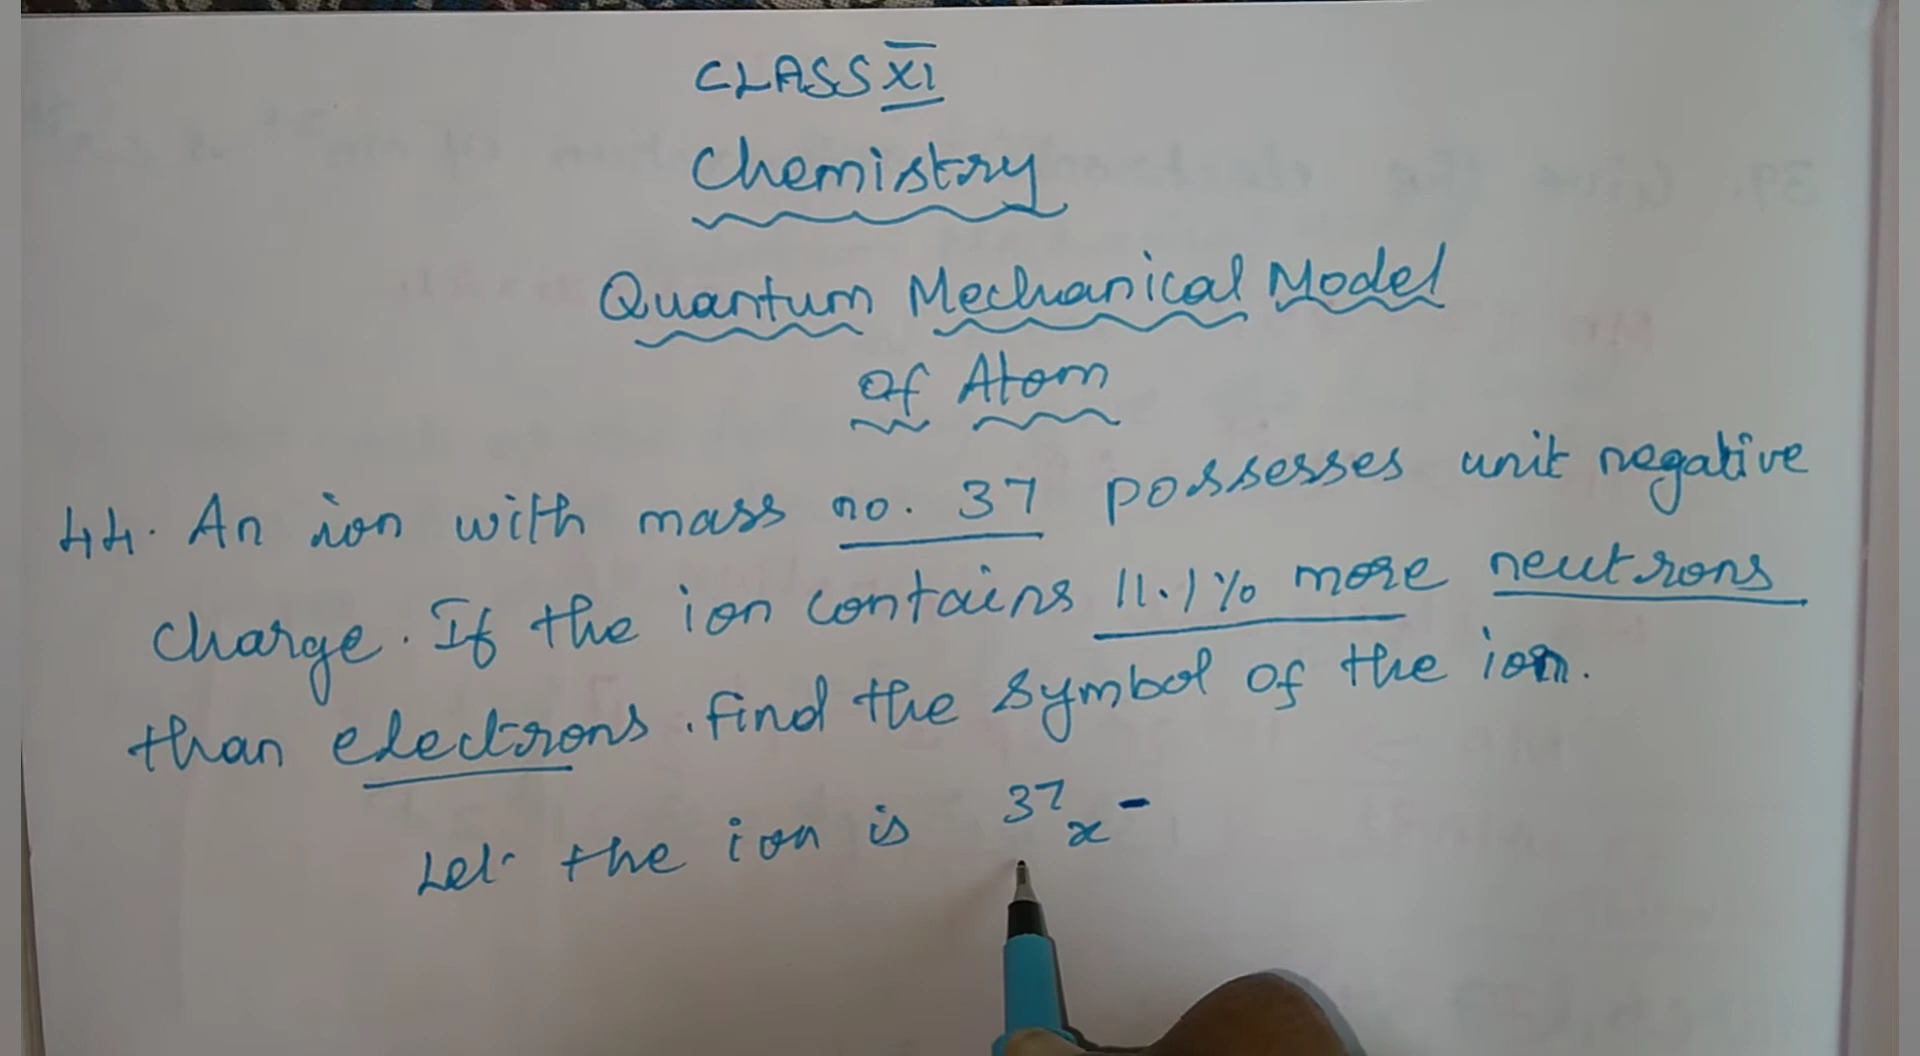 CLASS XI
Chemistry
Quantum Mechanical Model
of Atom
44. An ion with mass no. 37 possesses unit negative
charge. If the ion contains 11.1% more neutrons
than electrons. find the symbol of the ion.
Let the ion is ³⁷x⁻